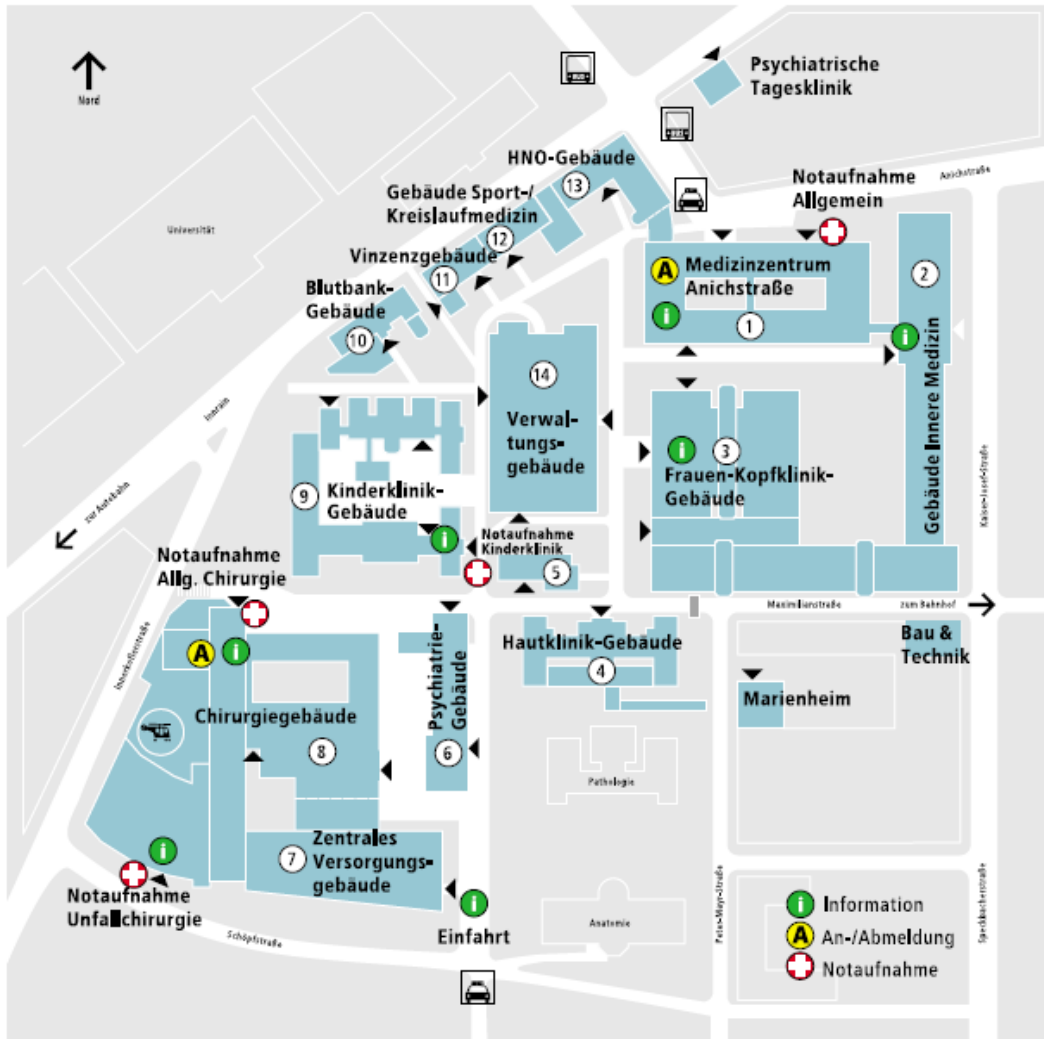 Nord
BUS
Psychiatrische
Tagesklinik
BUS
HNO-Gebäude
13
Notaufnahme
Allgemein
Anichstraße
Gebäude Sport-/
Kreislaufmedizin
12
Universität
Vinzenzgebäude
11
A
Medizinzentrum
Anichstraße
2
Blutbank-
Gebäude
10
i
1
i
Gebäude Innere Medizin
14
Verwal-
tungs-
gebäude
Innrain
i
3
Frauen-Kopfklinik-
Gebäude
Kaiser-Josef-Straße
9
Kinderklinik-
Gebäude
zur Autobahn
i
Notaufnahme
Kinderklinik
5
Notaufnahme
Allg. Chirurgie
Maximilianstraße
zum Bahnhof
Innerkoflerstraße
A
i
Psychiatrie-
Gebäude
6
Hautklinik-Gebäude
4
Bau &
Technik
Marienheim
Chirurgiegebäude
8
Pathologie
i
7
Zentrales
Versorgungs-
gebäude
Notaufnahme
Unfallchirurgie
Schöpfstraße
i
Einfahrt
Anatomie
Peter-Mayr-Straße
Speckbacherstraße
i Information
A An-/Abmeldung
Notaufnahme